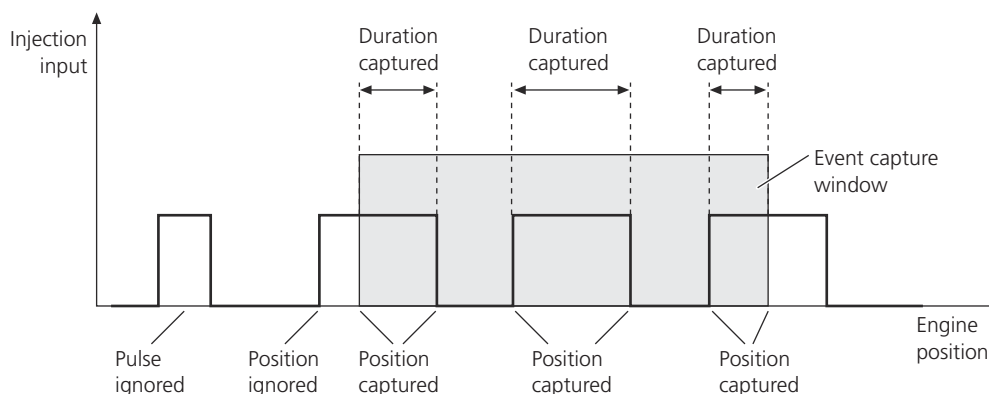 Injection
input
Duration
captured
Duration
captured
Duration
captured
Event capture
window
Engine
position
Pulse
ignored
Position
ignored
Position
captured
Position
captured
Position
captured